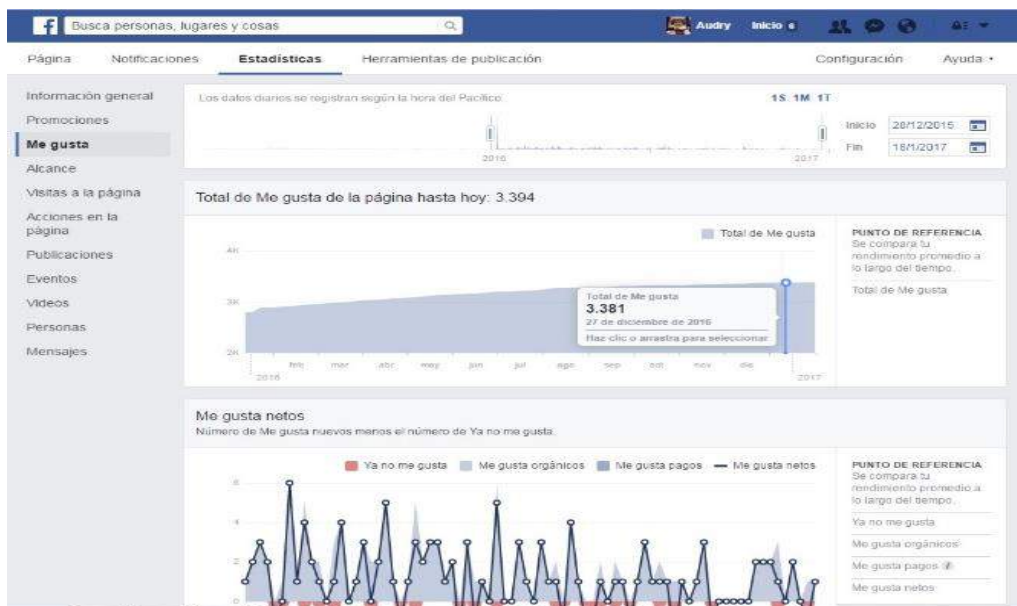 f
Busca personas, lugares y cosas
Audry
Inicio 6
Página
Notificaciones
Estadísticas
Herramientas de publicación
Configuración
Ayuda
Información general
Promociones
Me gusta
Alcance
Visitas a la página
Acciones en la
página
Publicaciones
Eventos
Videos
Personas
Mensajes
Los datos diarios se registran según la hora del Pacífico.
1S 1M 1T
2016
2017
Inicio 28/12/2015
Fin 18/1/2017
Total de Me gusta de la página hasta hoy: 3.394
Total de Me gusta
4K
3K
2K
Total de Me gusta
3.381
27 de diciembre de 2016
Haz clic o arrastra para seleccionar
feb mar abr may jun jul ago sep oct nov dic
2016
2017
PUNTO DE REFERENCIA
Se compara tu
rendimiento promedio a
lo largo del tiempo.
Total de Me gusta
Me gusta netos
Número de Me gusta nuevos menos el número de Ya no me gusta.
Ya no me gusta Me gusta orgánicos Me gusta pagos Me gusta netos
6
4
2
0
PUNTO DE REFERENCIA
Se compara tu
rendimiento promedio a
lo largo del tiempo.
Ya no me gusta
Me gusta orgánicos
Me gusta pagos
Me gusta netos